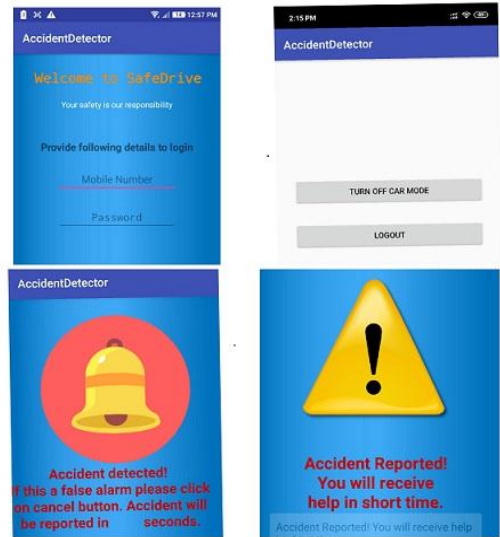 12:57 PM
AccidentDetector
Welcome to SafeDrive
Your safety is our responsibility
Provide following details to login
Mobile Number
Password
2:15 PM
AccidentDetector
TURN OFF CAR MODE
LOGOUT
AccidentDetector
Accident detected!
If this a false alarm please click
on cancel button. Accident will
be reported in seconds.
Accident Reported!
You will receive
help in short time.
Accident Reported! You will receive help